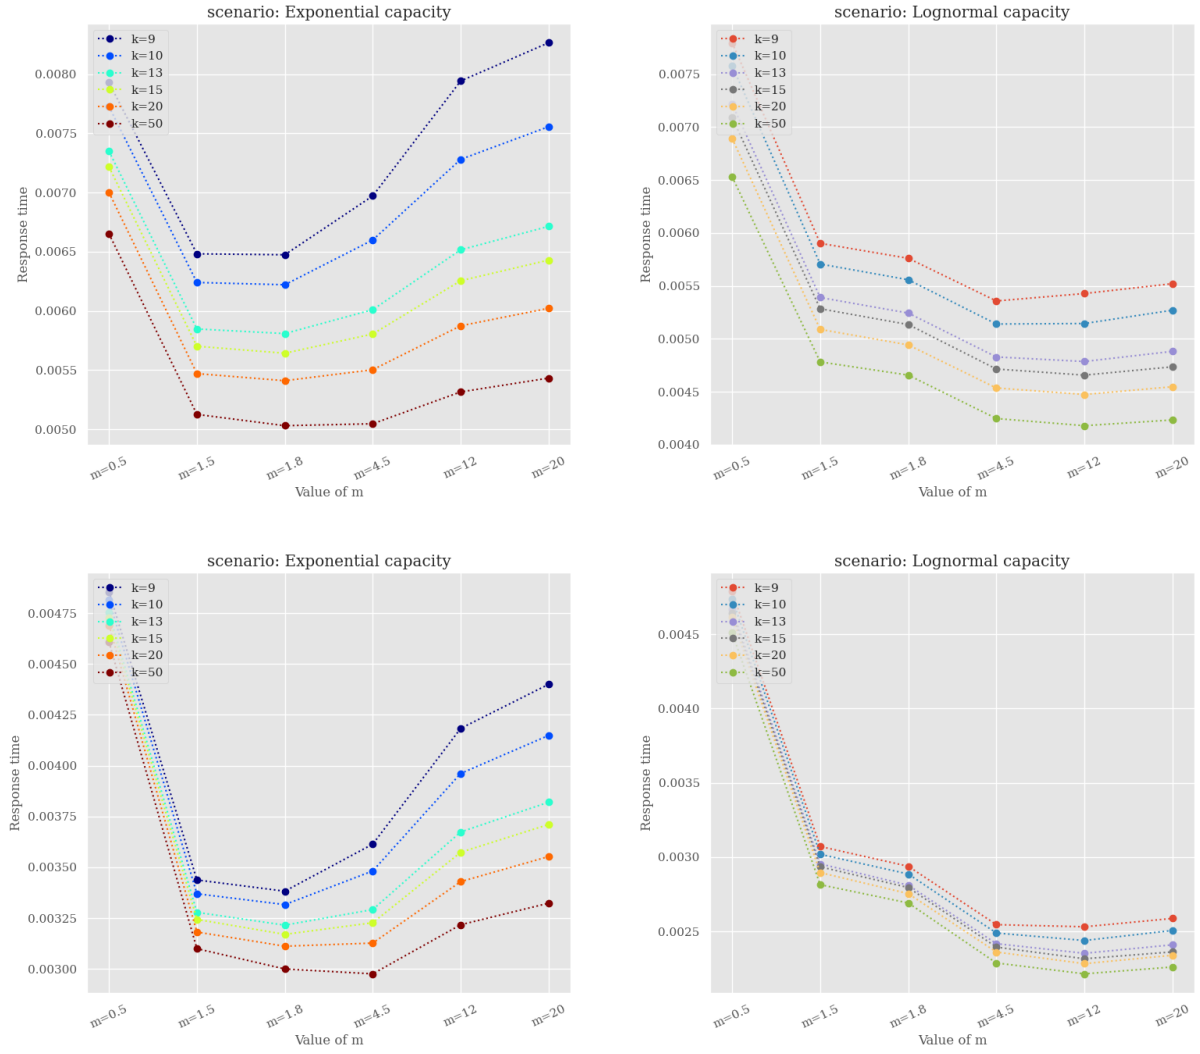 scenario: Exponential capacity
k=9
k=10
k=13
k=15
k=20
k=50
0.0080
0.0075
0.0070
0.0065
0.0060
0.0055
0.0050
Response time
m=0.5
m=1.5
m=1.8
m=4.5
m=12
m=20
Value of m
scenario: Lognormal capacity
k=9
k=10
k=13
k=15
k=20
k=50
0.0075
0.0070
0.0065
0.0060
0.0055
0.0050
0.0045
0.0040
Response time
m=0.5
m=1.5
m=1.8
m=4.5
m=12
m=20
Value of m
scenario: Exponential capacity
k=9
k=10
k=13
k=15
k=20
k=50
0.00475
0.00450
0.00425
0.00400
0.00375
0.00350
0.00325
0.00300
Response time
m=0.5
m=1.5
m=1.8
m=4.5
m=12
m=20
Value of m
scenario: Lognormal capacity
k=9
k=10
k=13
k=15
k=20
k=50
0.0045
0.0040
0.0035
0.0030
0.0025
Response time
m=0.5
m=1.5
m=1.8
m=4.5
m=12
m=20
Value of m